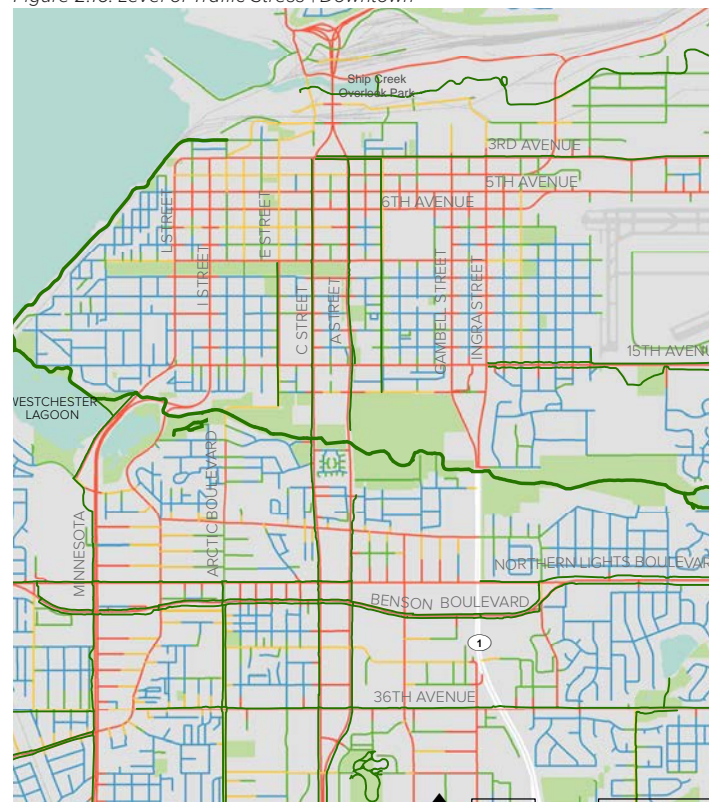 Figure 2.16: Level of Traffic Stress | Downtown
Ship Creek
Overlook Park
3RD AVENUE
5TH AVENUE
6TH AVENUE
L STREET
E STREET
I STREET
C STREET
A STREET
GAMBELL STREET
INGRA STREET
15TH AVENU
WESTCHESTER
LAGOON
ARCTIC BOULEVARD
MINNESOTA
NORTHERN LIGHTS BOULEVAR
BENSON BOULEVARD
1
36TH AVENUE